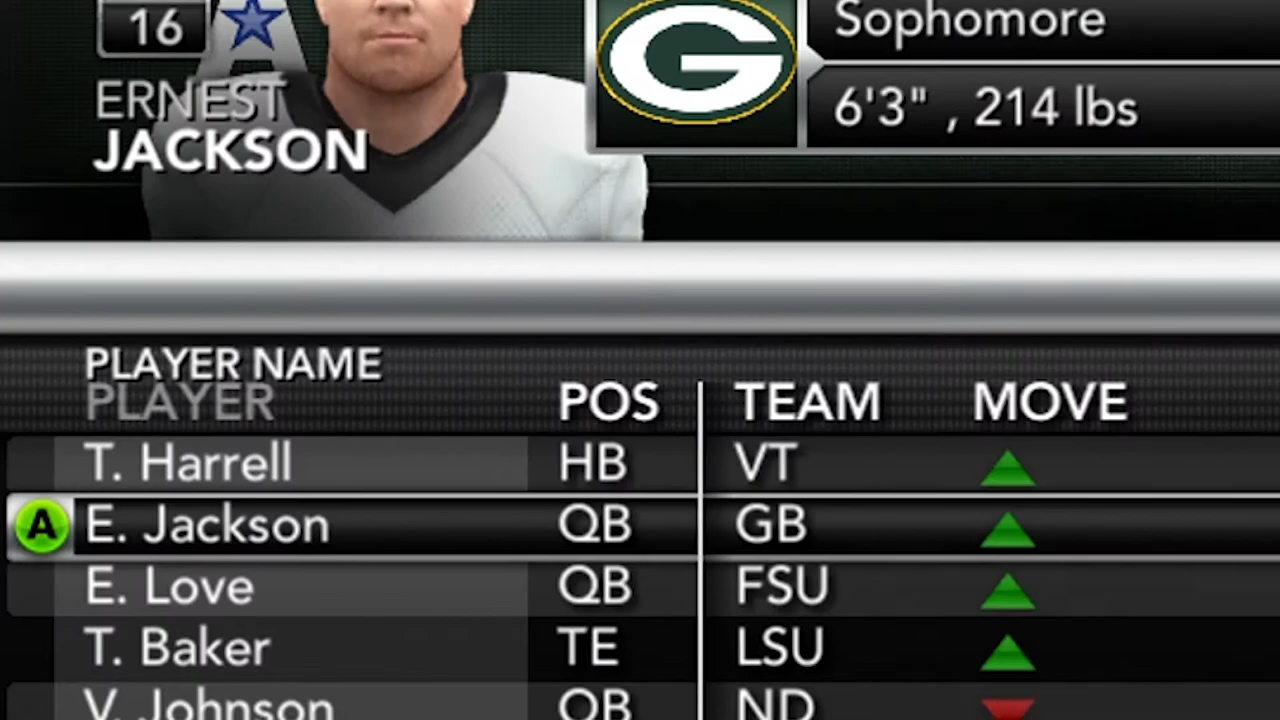 16
Sophomore
ERNEST
JACKSON
G
6'3" , 214 lbs
PLAYER NAME
PLAYER POS TEAM MOVE
T. Harrell HB VT
A E. Jackson QB GB
E. Love QB FSU
T. Baker TE LSU
V. Johnson QB ND